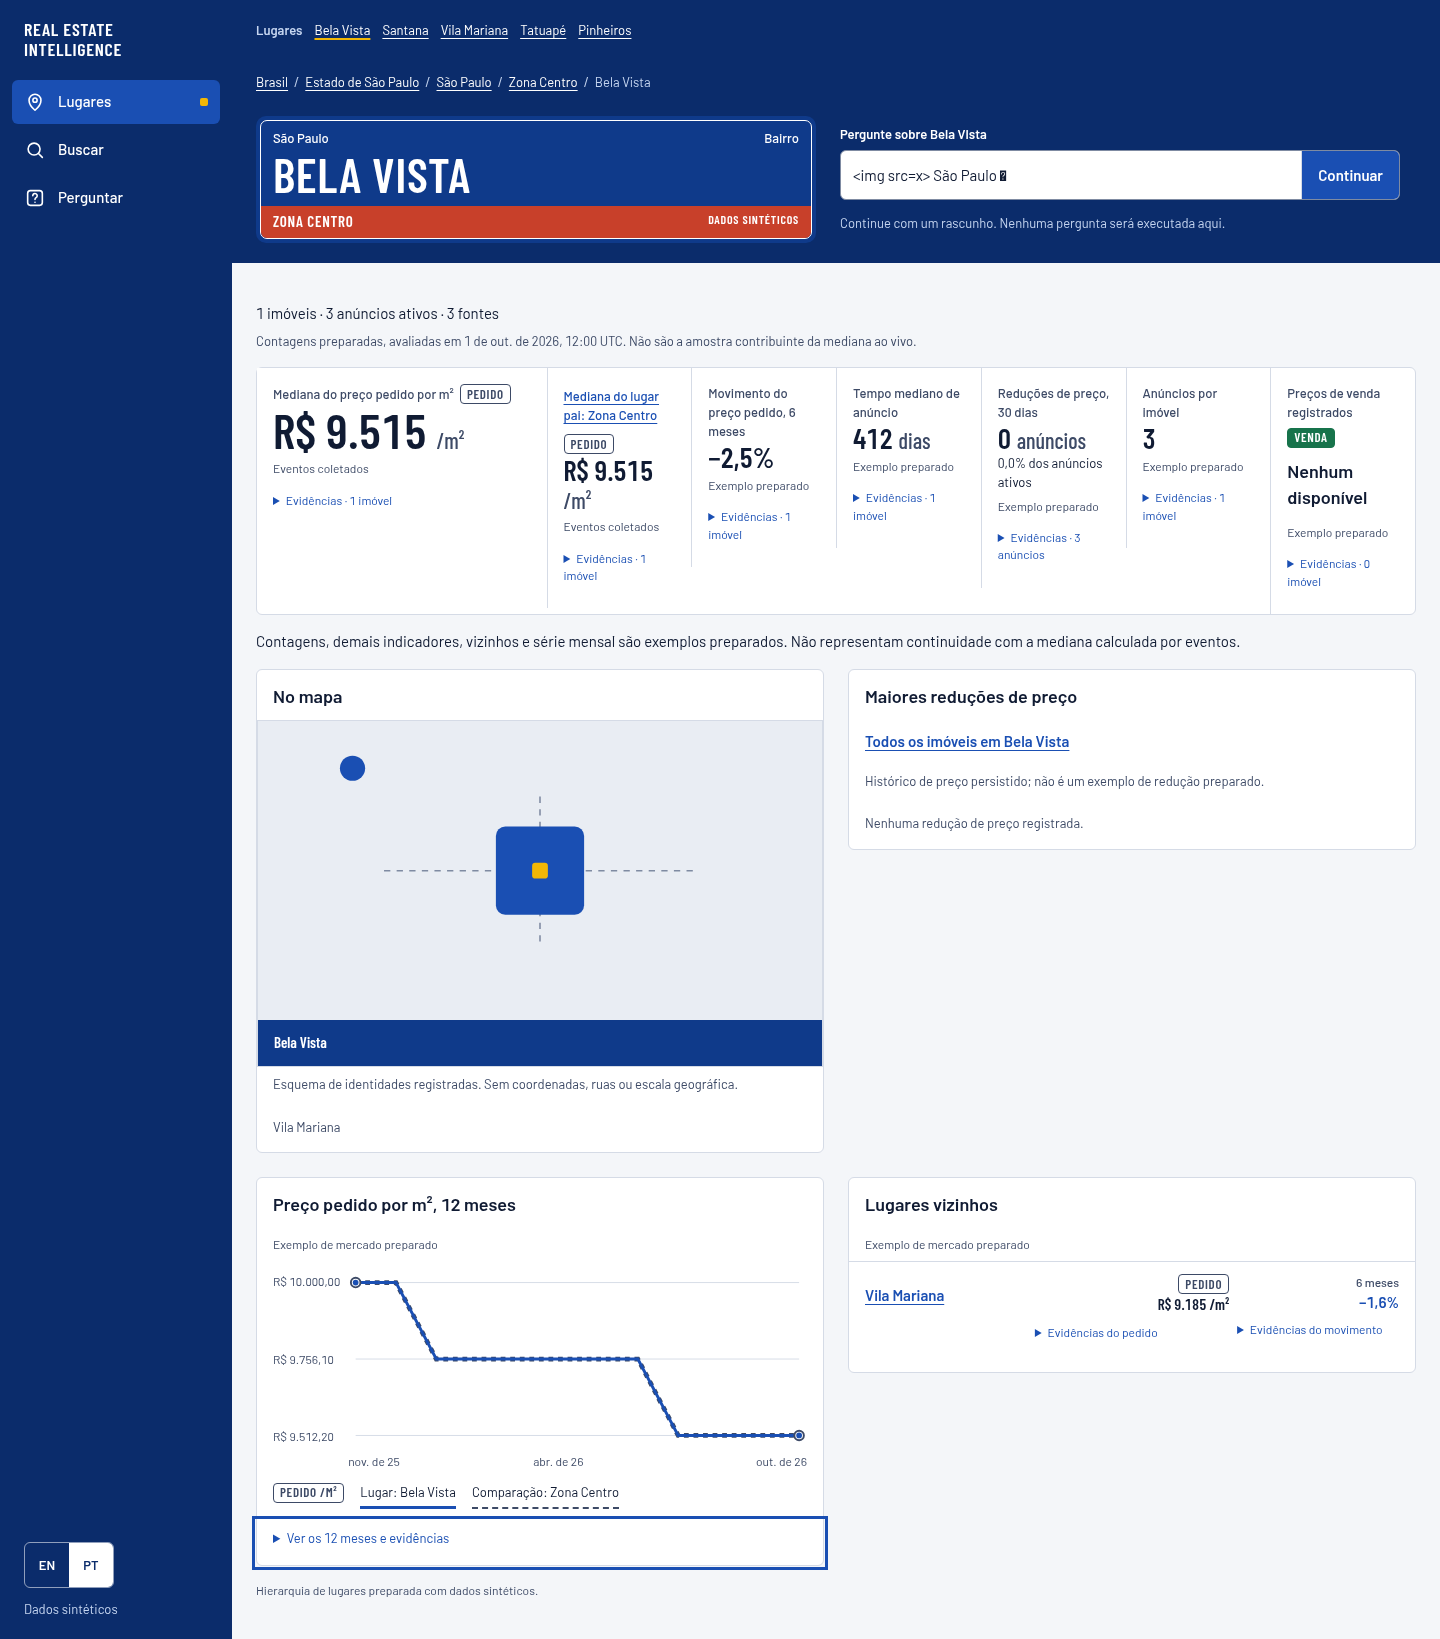 REAL ESTATE
INTELLIGENCE
Lugares
Buscar
Perguntar
Lugares Bela Vista Santana Vila Mariana Tatuapé Pinheiros
Brasil / Estado de São Paulo / São Paulo / Zona Centro / Bela Vista
São Paulo Bairro
BELA VISTA
ZONA CENTRO DADOS SINTÉTICOS
Pergunte sobre Bela Vista
<img src=x> São Paulo
Continuar
Continue com um rascunho. Nenhuma pergunta será executada aqui.
1 imóveis · 3 anúncios ativos · 3 fontes
Contagens preparadas, avaliadas em 1 de out. de 2026, 12:00 UTC. Não são a amostra contribuinte da mediana ao vivo.
Mediana do preço pedido por m² PEDIDO
R$ 9.515 /m²
Eventos coletados
▶ Evidências · 1 imóvel
Mediana do lugar
pai: Zona Centro
PEDIDO
R$ 9.515
/m²
Eventos coletados
▶ Evidências · 1
imóvel
Movimento do
preço pedido, 6
meses
−2,5%
Exemplo preparado
▶ Evidências · 1
imóvel
Tempo mediano de
anúncio
412 dias
Exemplo preparado
▶ Evidências · 1
imóvel
Reduções de preço,
30 dias
0 anúncios
0,0% dos anúncios
ativos
Exemplo preparado
▶ Evidências · 3
anúncios
Anúncios por
imóvel
3
Exemplo preparado
▶ Evidências · 1
imóvel
Preços de venda
registrados
VENDA
Nenhum
disponível
Exemplo preparado
▶ Evidências · 0
imóvel
Contagens, demais indicadores, vizinhos e série mensal são exemplos preparados. Não representam continuidade com a mediana calculada por eventos.
No mapa
Bela Vista
Esquema de identidades registradas. Sem coordenadas, ruas ou escala geográfica.
Vila Mariana
Maiores reduções de preço
Todos os imóveis em Bela Vista
Histórico de preço persistido; não é um exemplo de redução preparado.
Nenhuma redução de preço registrada.
Preço pedido por m², 12 meses
Exemplo de mercado preparado
R$ 10.000,00
R$ 9.756,10
R$ 9.512,20
nov. de 25 abr. de 26 out. de 26
PEDIDO /M² Lugar: Bela Vista Comparação: Zona Centro
▶ Ver os 12 meses e evidências
Lugares vizinhos
Exemplo de mercado preparado
Vila Mariana
PEDIDO
R$ 9.185 /m²
▶ Evidências do pedido
6 meses
−1,6%
▶ Evidências do movimento
Hierarquia de lugares preparada com dados sintéticos.
EN PT
Dados sintéticos